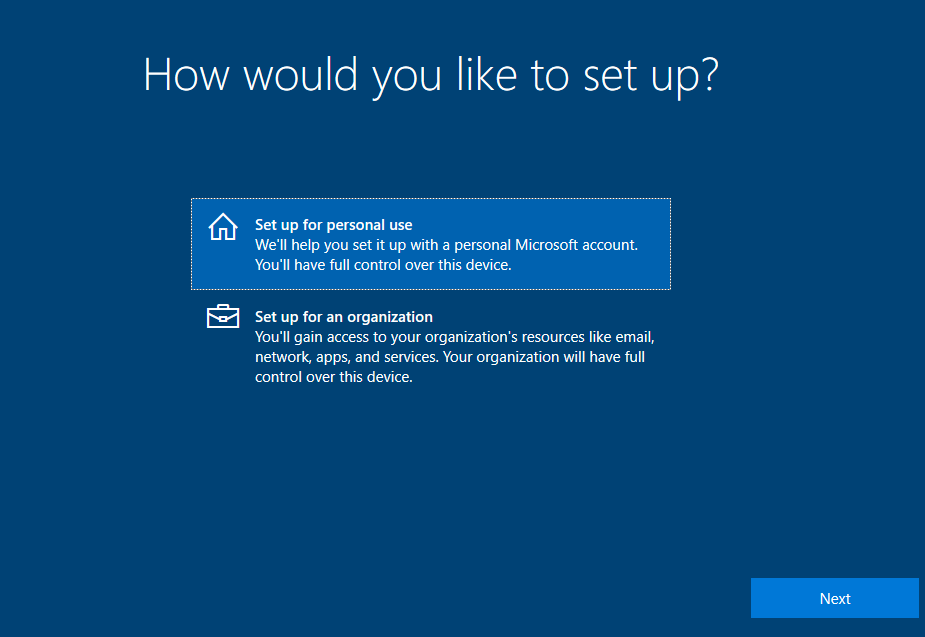 How would you like to set up?
Set up for personal use
We'll help you set it up with a personal Microsoft account.
You'll have full control over this device.
Set up for an organization
You'll gain access to your organization's resources like email,
network, apps, and services. Your organization will have full
control over this device.
Next